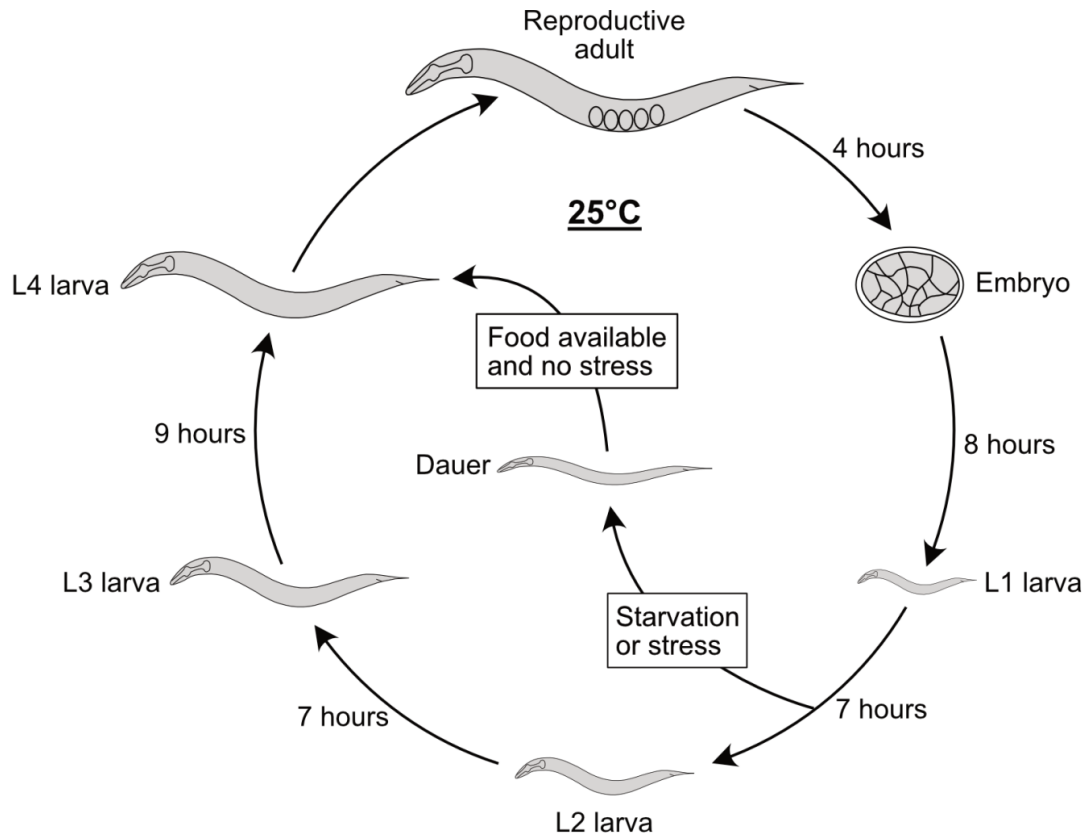 Reproductive
adult
4 hours
25°C
Embryo
L4 larva
Food available
and no stress
9 hours
8 hours
Dauer
L3 larva
L1 larva
Starvation
or stress
7 hours
7 hours
L2 larva